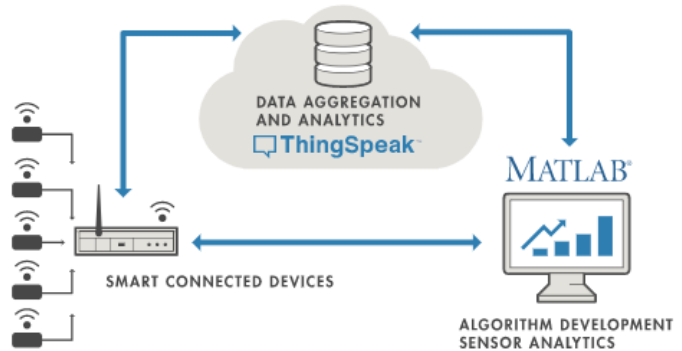 DATA AGGREGATION
AND ANALYTICS
ThingSpeak™
MATLAB®
SMART CONNECTED DEVICES
ALGORITHM DEVELOPMENT
SENSOR ANALYTICS